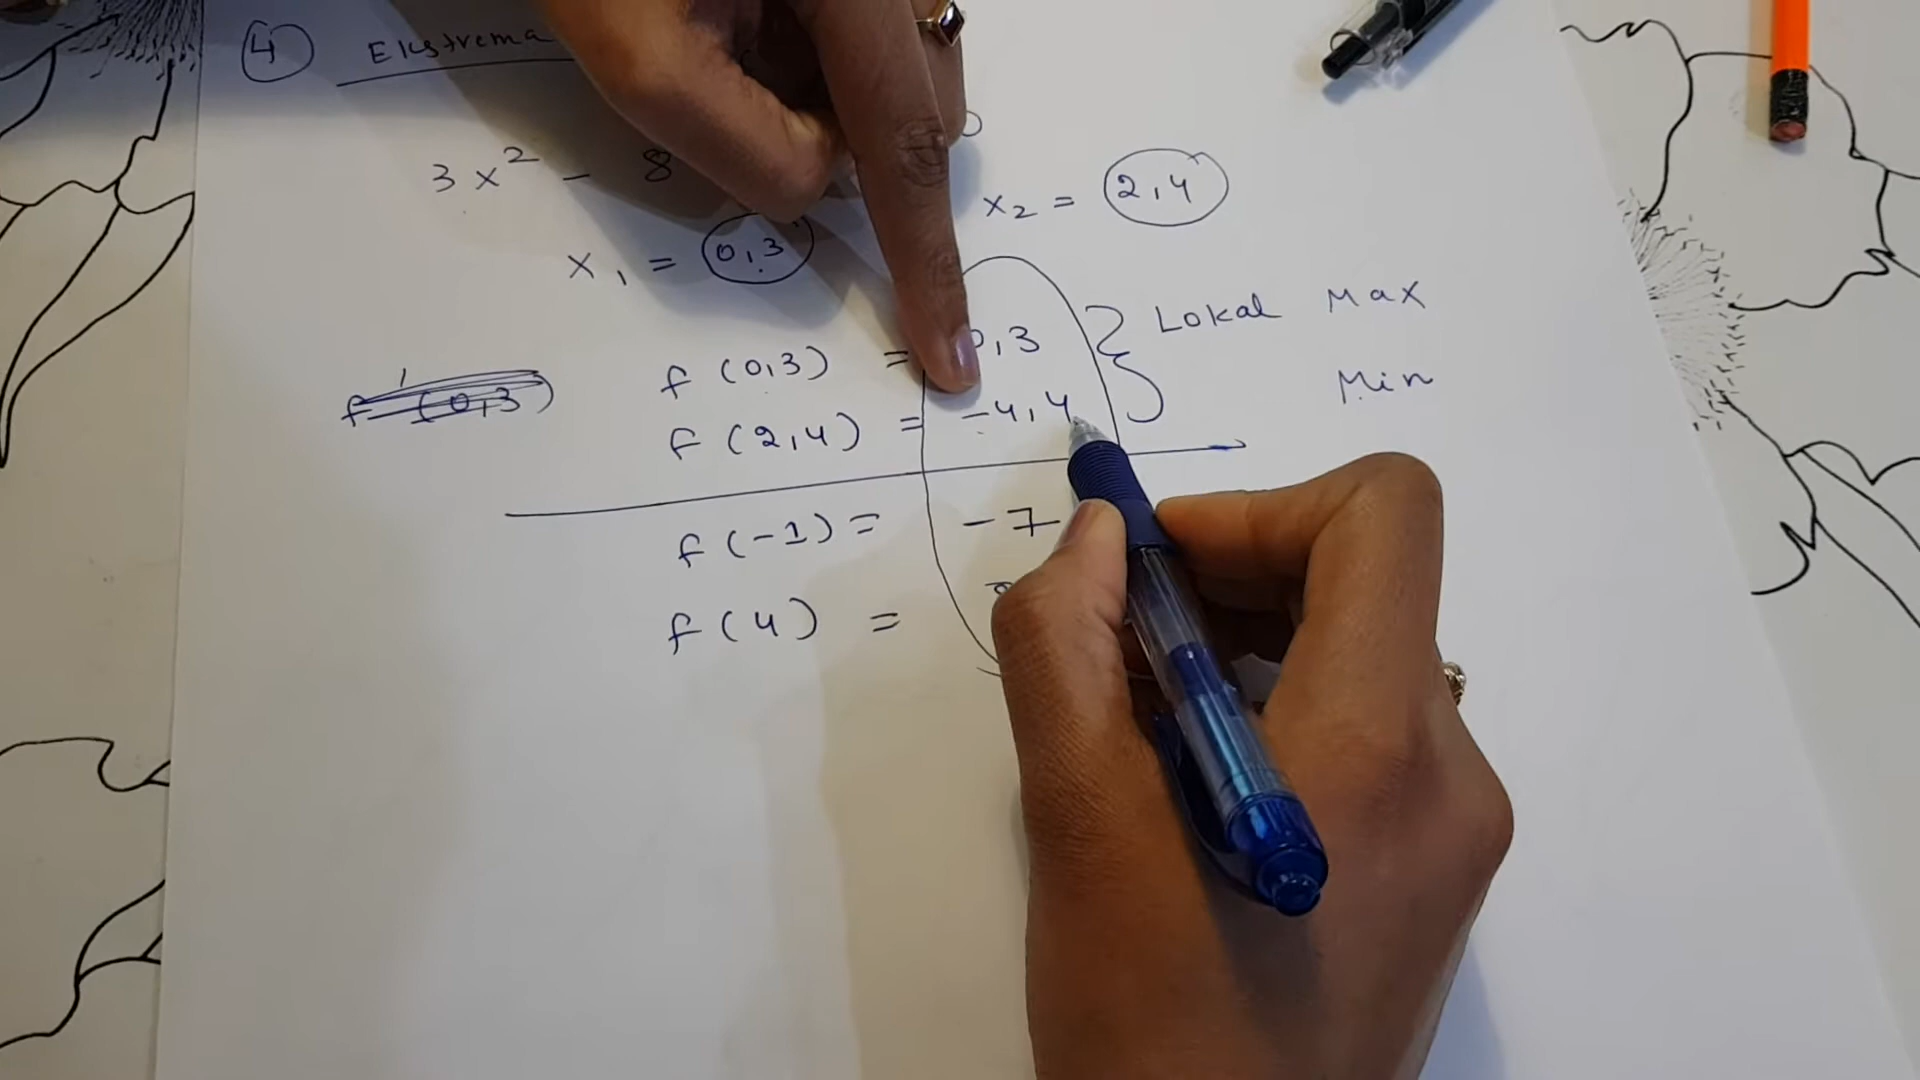 4 Ekstrema
3x² - 8
x₂ = 2,4
x₁ = 0,3
f(0,3) = 0,3 } Lokal Max
f'(0,3)
f(2,4) = -4,4 Min
f(-1) = -7
f(4) =